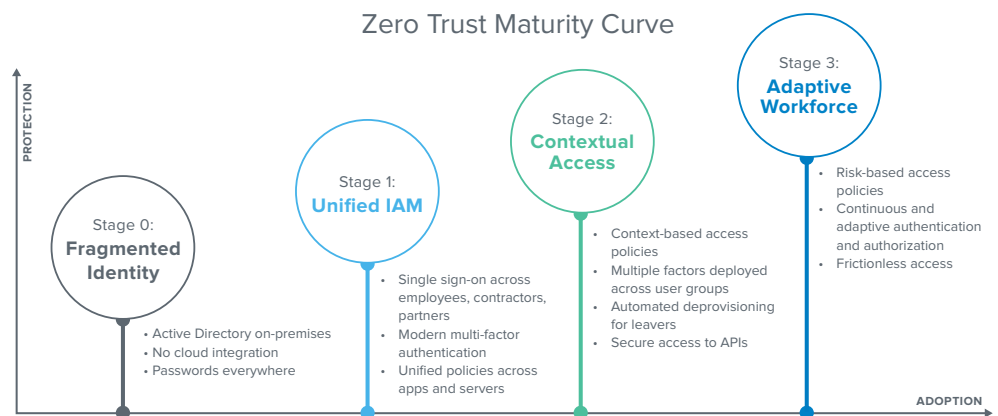 Zero Trust Maturity Curve
PROTECTION
Stage 0:
Fragmented
Identity
• Active Directory on-premises
• No cloud integration
• Passwords everywhere
Stage 1:
Unified IAM
• Single sign-on across
employees, contractors,
partners
• Modern multi-factor
authentication
• Unified policies across
apps and servers
Stage 2:
Contextual
Access
• Context-based access
policies
• Multiple factors deployed
across user groups
• Automated deprovisioning
for leavers
• Secure access to APIs
Stage 3:
Adaptive
Workforce
• Risk-based access
policies
• Continuous and
adaptive authentication
and authorization
• Frictionless access
ADOPTION